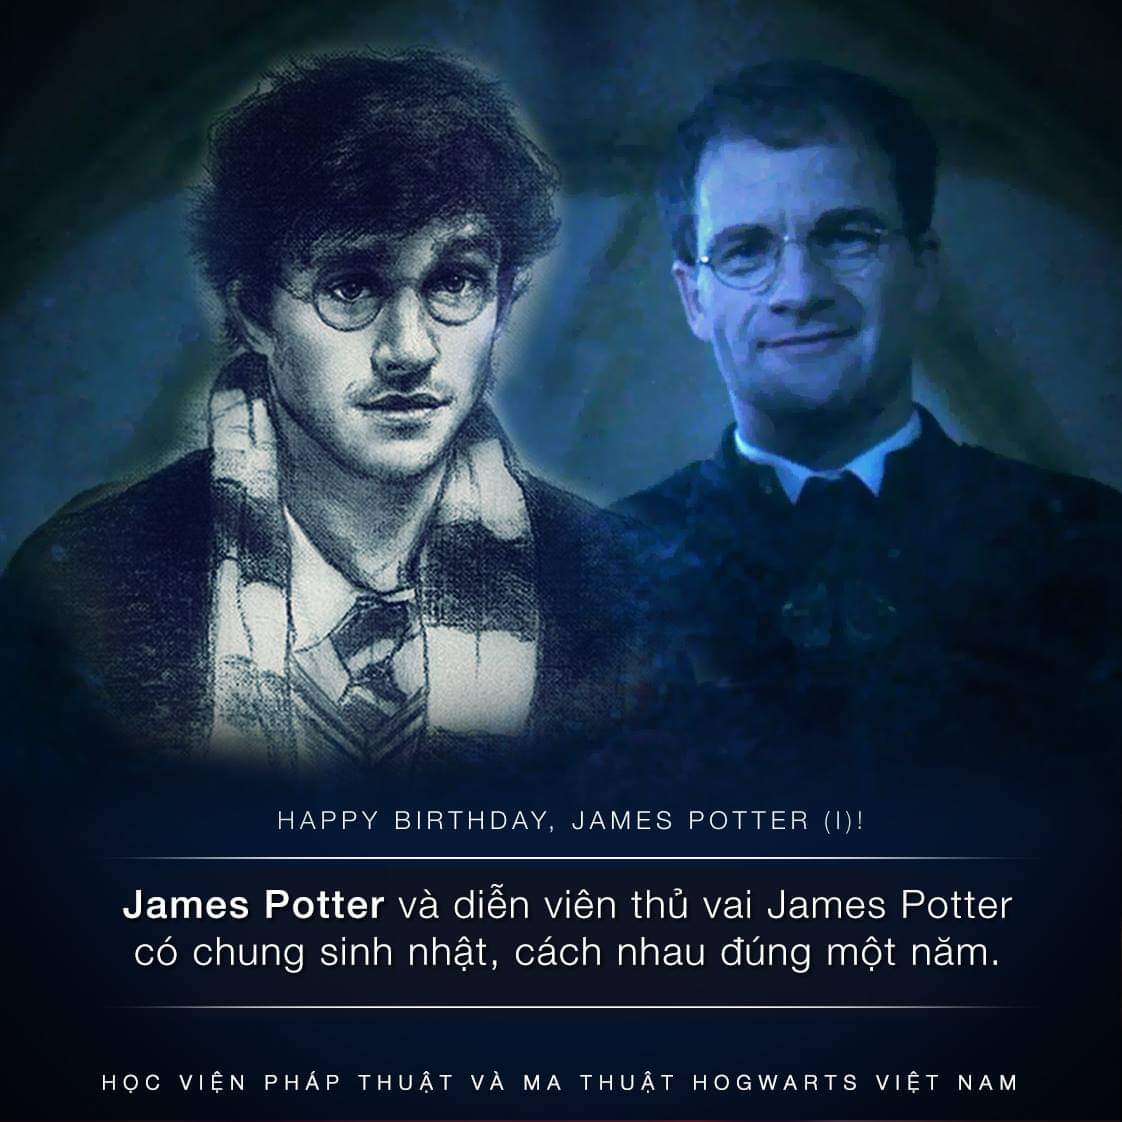 HAPPY BIRTHDAY, JAMES POTTER (I)!
James Potter và diễn viên thủ vai James Potter
có chung sinh nhật, cách nhau đúng một năm.
HỌC VIỆN PHÁP THUẬT VÀ MA THUẬT HOGWARTS VIỆT NAM